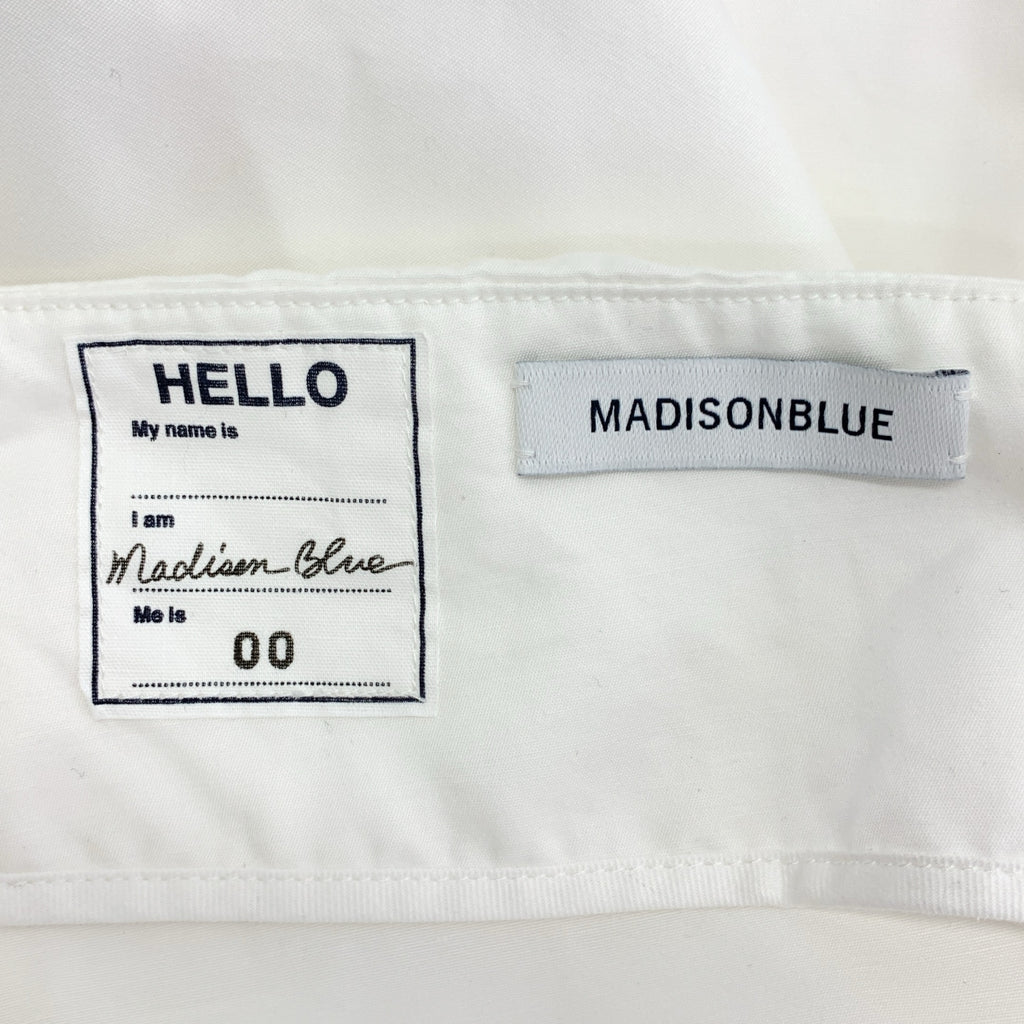 HELLO
My name is
I am
Madison Blue
Me is
00
MADISONBLUE